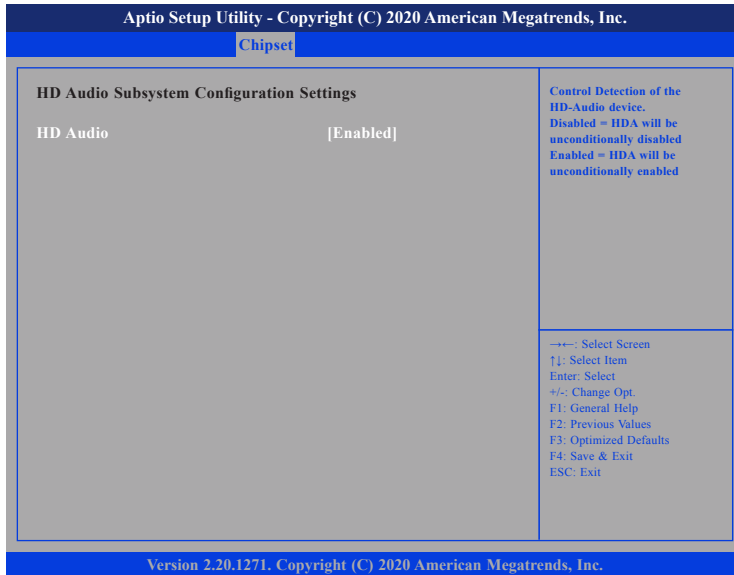 Aptio Setup Utility - Copyright (C) 2020 American Megatrends, Inc.
Chipset
HD Audio Subsystem Configuration Settings
HD Audio [Enabled]
Control Detection of the
HD-Audio device.
Disabled = HDA will be
unconditionally disabled
Enabled = HDA will be
unconditionally enabled
→←: Select Screen
↑↓: Select Item
Enter: Select
+/-: Change Opt.
F1: General Help
F2: Previous Values
F3: Optimized Defaults
F4: Save & Exit
ESC: Exit
Version 2.20.1271. Copyright (C) 2020 American Megatrends, Inc.